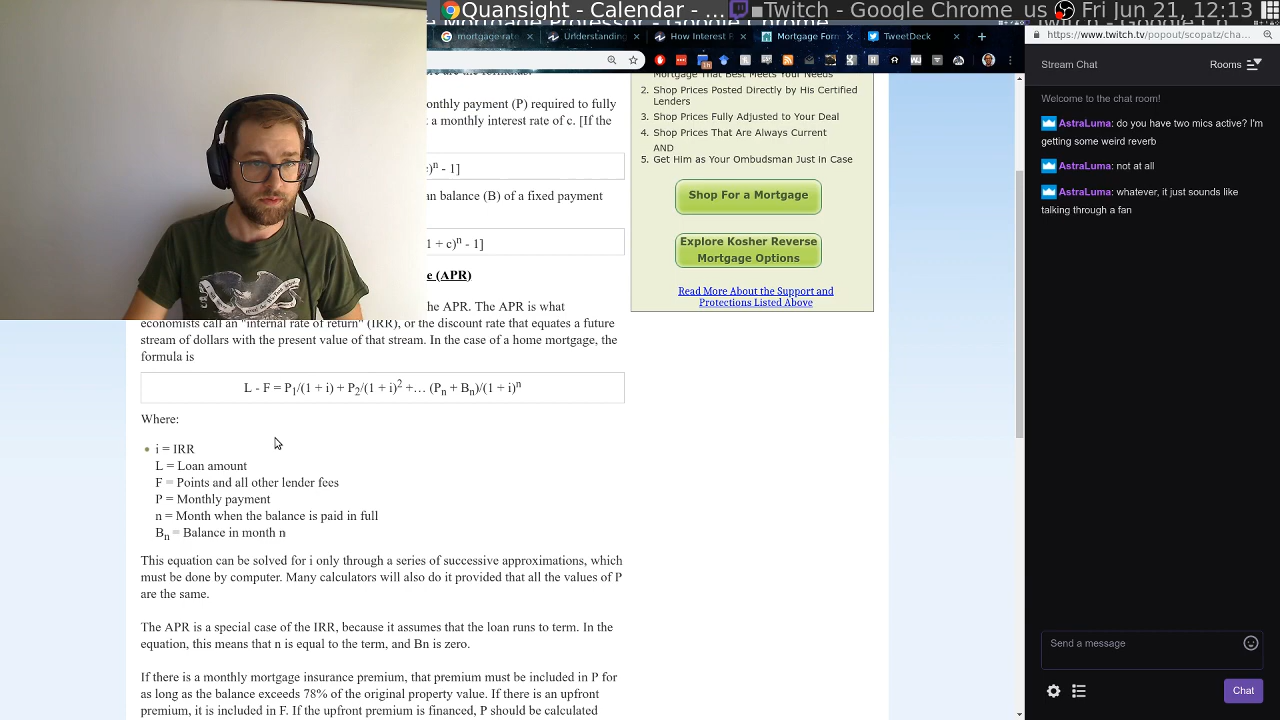 Quansight - Calendar - ...
Twitch - Google Chrome
us
Fri Jun 21, 12:13
mortgage rate
Understanding
How Interest P
Mortgage Form
TweetDeck
https://www.twitch.tv/popout/scopatz/cha...
onthly payment (P) required to fully
a monthly interest rate of c. [If the
)n - 1]
an balance (B) of a fixed payment
1 + c)n - 1]
e (APR)
he APR. The APR is what
economists call an "internal rate of return" (IRR), or the discount rate that equates a future
stream of dollars with the present value of that stream. In the case of a home mortgage, the
formula is
L - F = P1/(1 + i) + P2/(1 + i)2 +… (Pn + Bn)/(1 + i)n
Where:
i = IRR
L = Loan amount
F = Points and all other lender fees
P = Monthly payment
n = Month when the balance is paid in full
Bn = Balance in month n
This equation can be solved for i only through a series of successive approximations, which
must be done by computer. Many calculators will also do it provided that all the values of P
are the same.
The APR is a special case of the IRR, because it assumes that the loan runs to term. In the
equation, this means that n is equal to the term, and Bn is zero.
If there is a monthly mortgage insurance premium, that premium must be included in P for
as long as the balance exceeds 78% of the original property value. If there is an upfront
premium, it is included in F. If the upfront premium is financed, P should be calculated
Mortgage That Best Meets Your Needs
2. Shop Prices Posted Directly by His Certified
Lenders
3. Shop Prices Fully Adjusted to Your Deal
4. Shop Prices That Are Always Current
AND
5. Get Him as Your Ombudsman Just in Case
Shop For a Mortgage
Explore Kosher Reverse
Mortgage Options
Read More About the Support and
Protections Listed Above
Stream Chat
Rooms
Welcome to the chat room!
AstraLuma: do you have two mics active? I'm
getting some weird reverb
AstraLuma: not at all
AstraLuma: whatever, it just sounds like
talking through a fan
Send a message
Chat